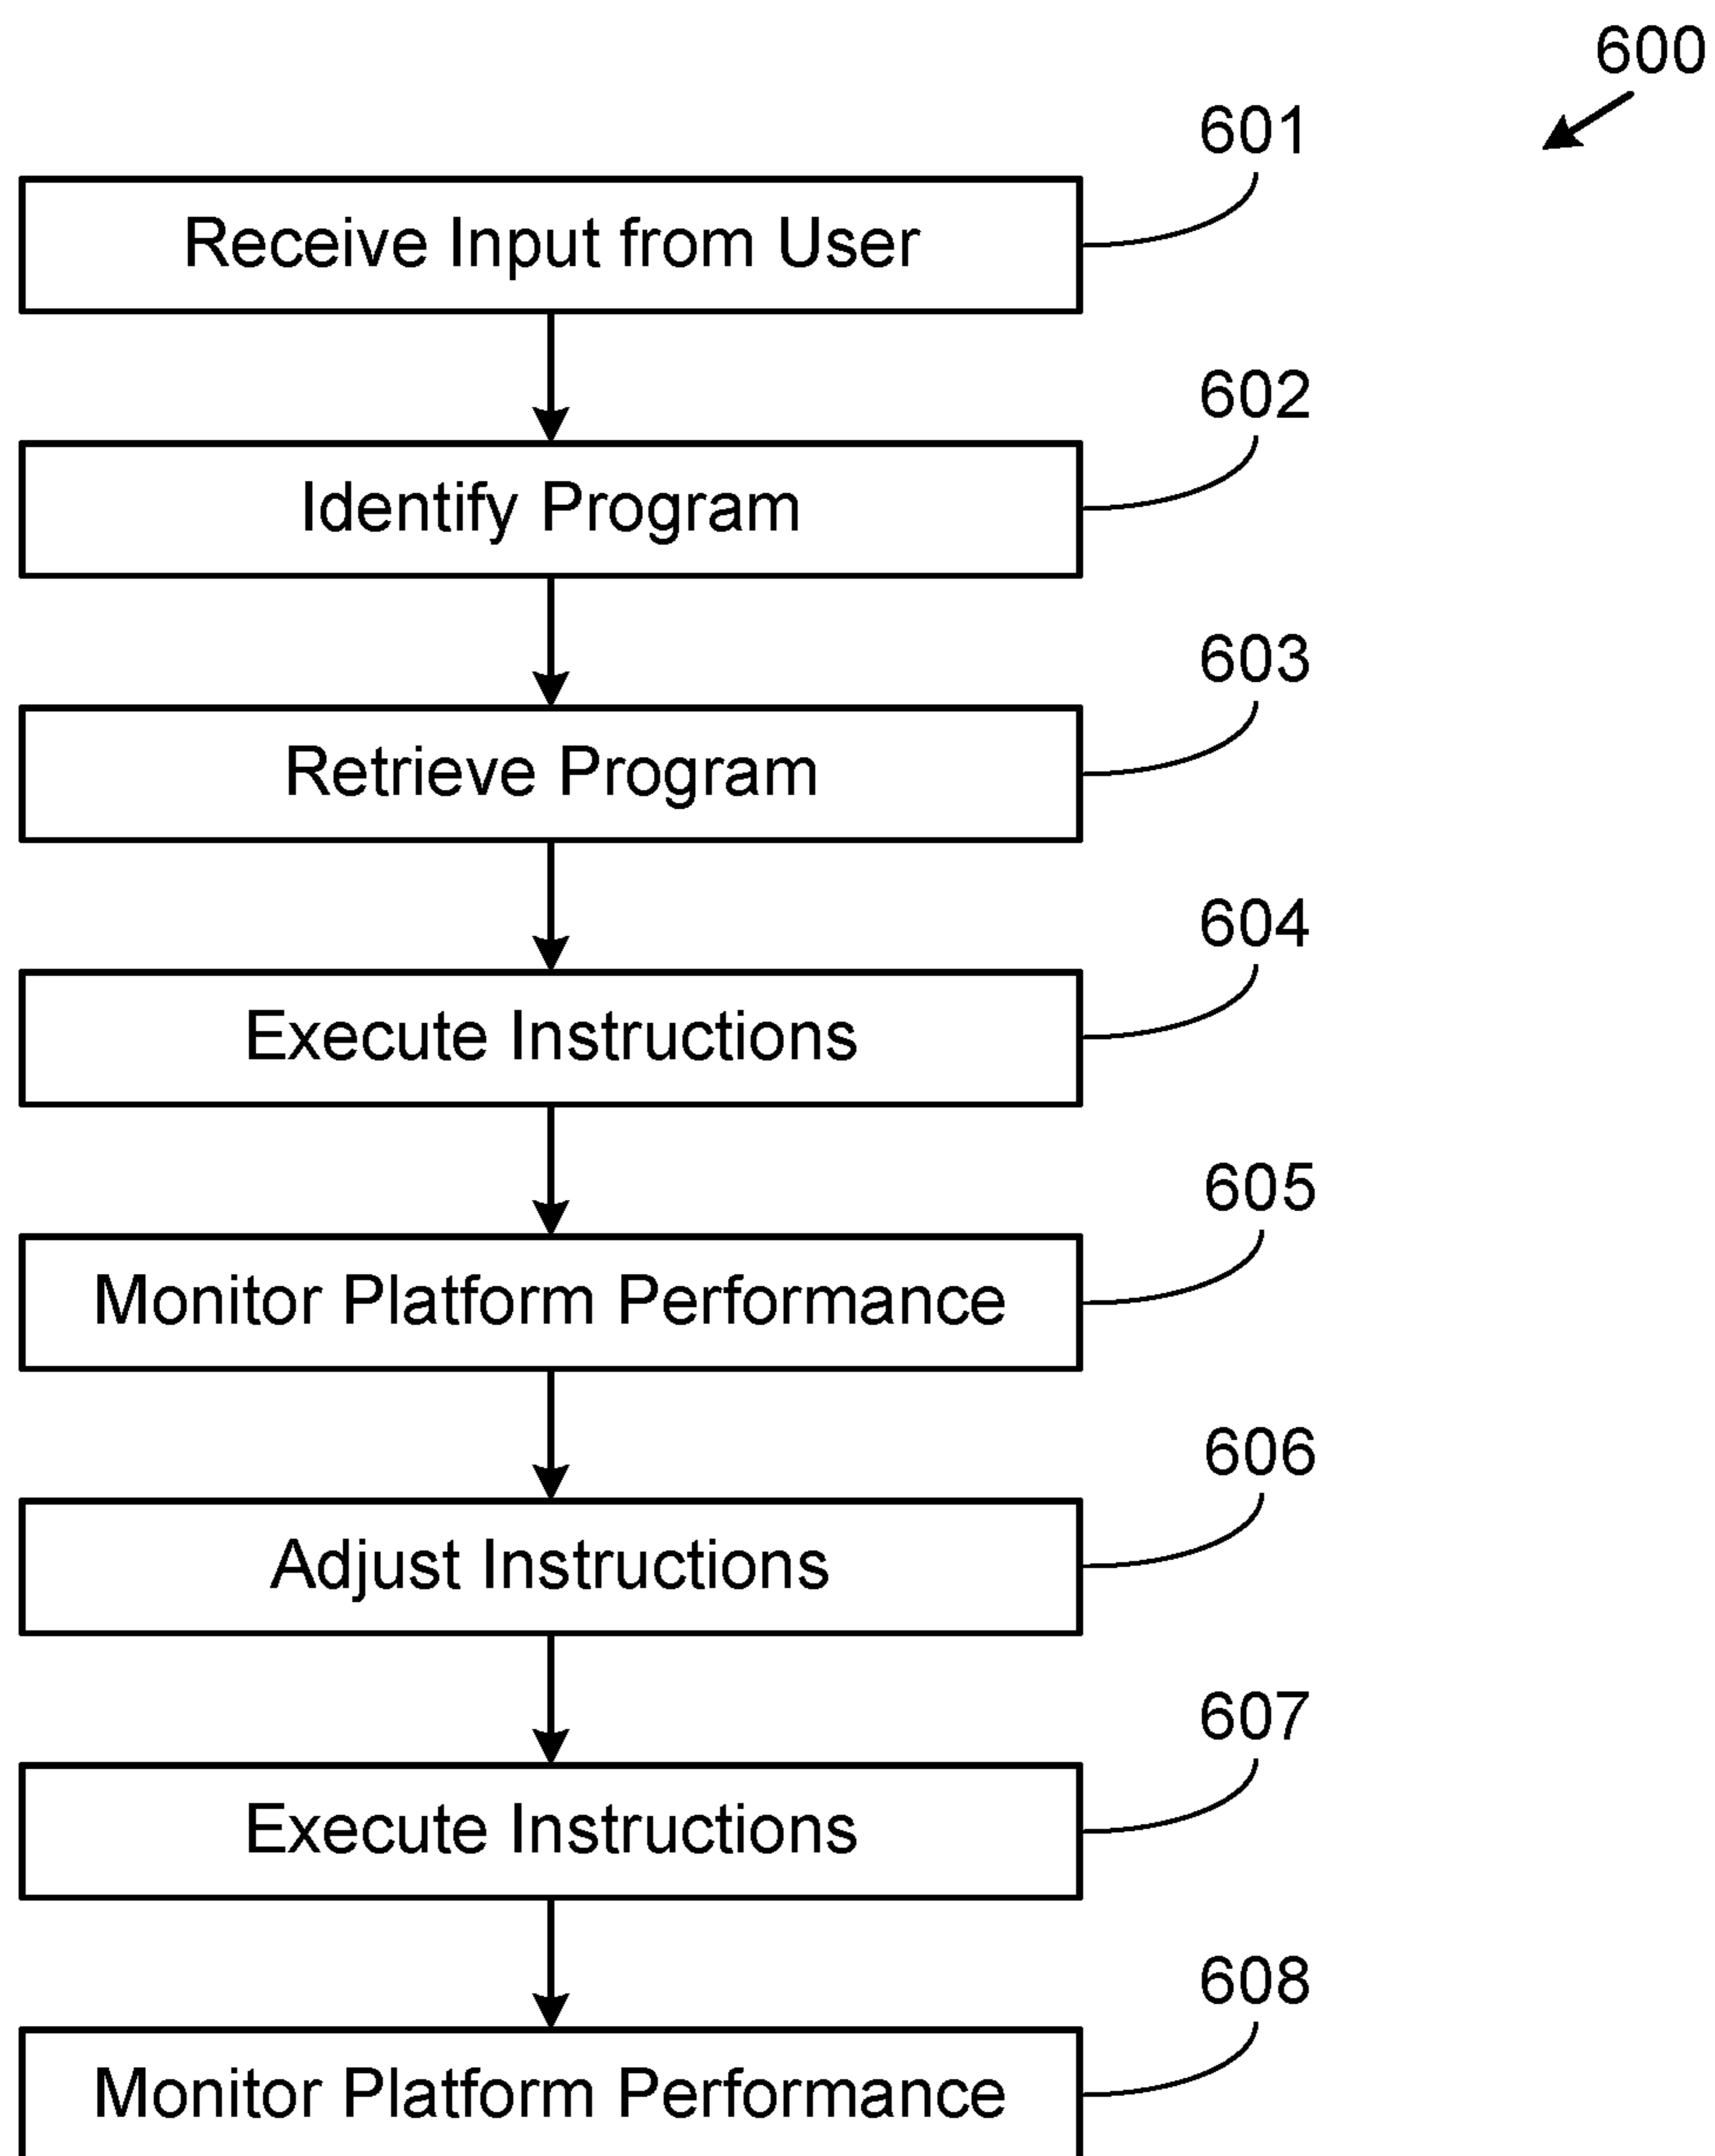 600
601
Receive Input from User
602
Identify Program
603
Retrieve Program
604
Execute Instructions
605
Monitor Platform Performance
606
Adjust Instructions
607
Execute Instructions
608
Monitor Platform Performance